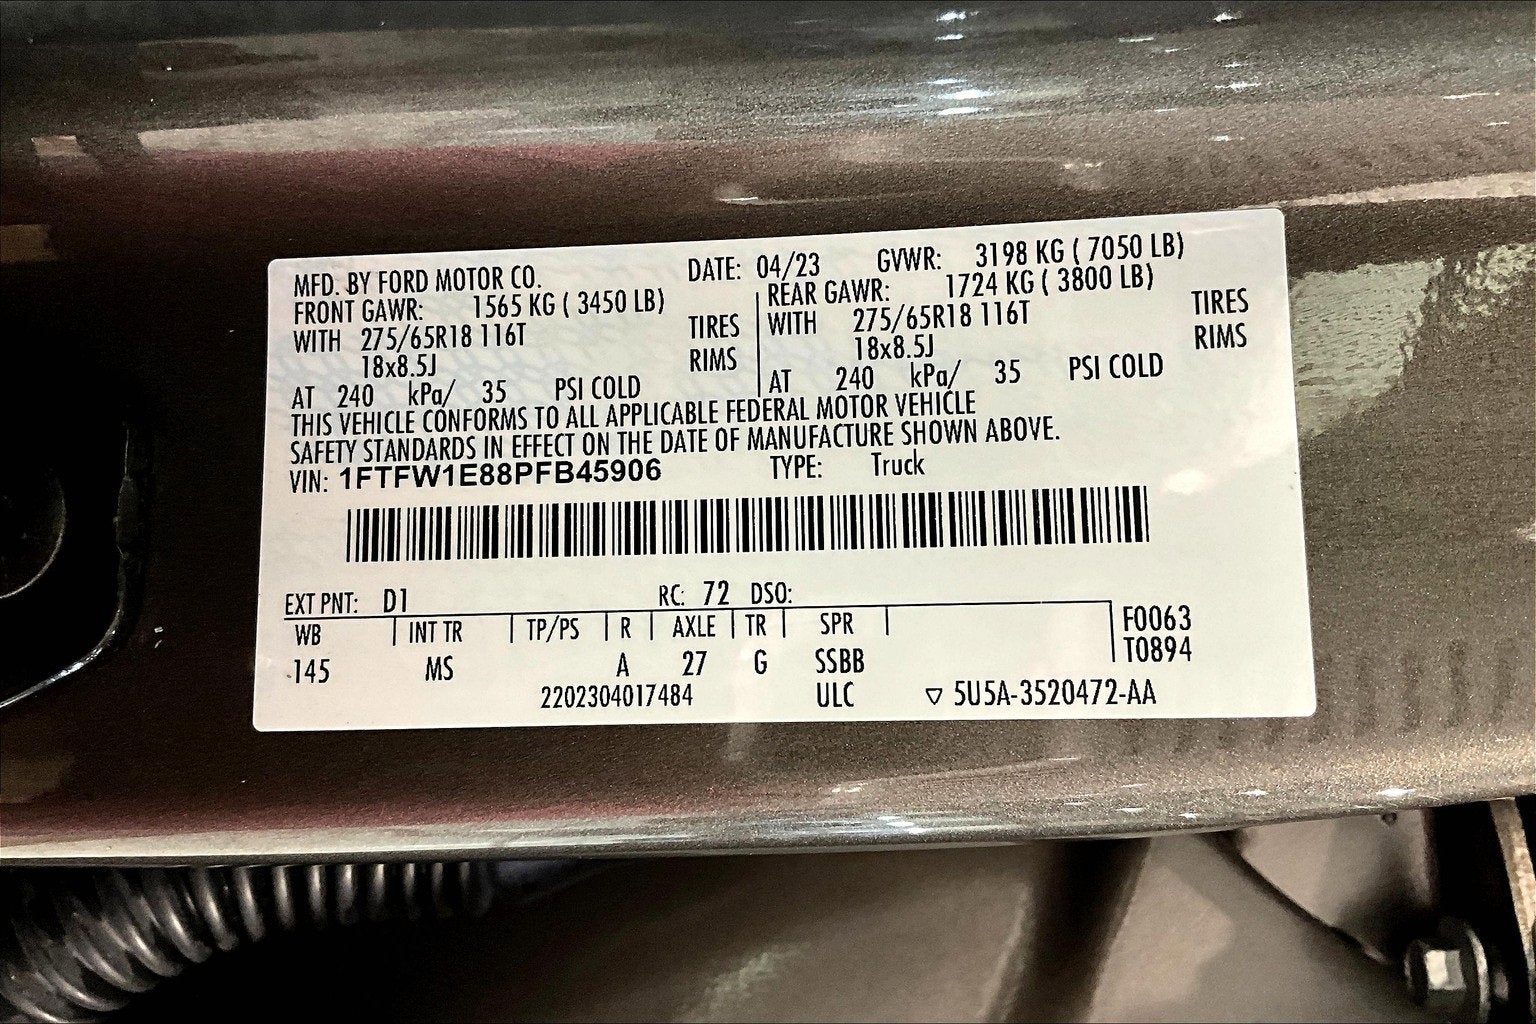 MFD. BY FORD MOTOR CO. DATE: 04/23 GVWR: 3198 KG ( 7050 LB)
FRONT GAWR: 1565 KG ( 3450 LB) REAR GAWR: 1724 KG ( 3800 LB)
WITH 275/65R18 116T TIRES WITH 275/65R18 116T TIRES
18x8.5J RIMS 18x8.5J RIMS
AT 240 kPa/ 35 PSI COLD AT 240 kPa/ 35 PSI COLD
THIS VEHICLE CONFORMS TO ALL APPLICABLE FEDERAL MOTOR VEHICLE
SAFETY STANDARDS IN EFFECT ON THE DATE OF MANUFACTURE SHOWN ABOVE.
VIN: 1FTFW1E88PFB45906 TYPE: Truck
EXT PNT: D1 RC: 72 DSO:
WB INT TR TP/PS R AXLE TR SPR F0063
145 MS A 27 G SSBB T0894
2202304017484 ULC ▽ 5U5A-3520472-AA